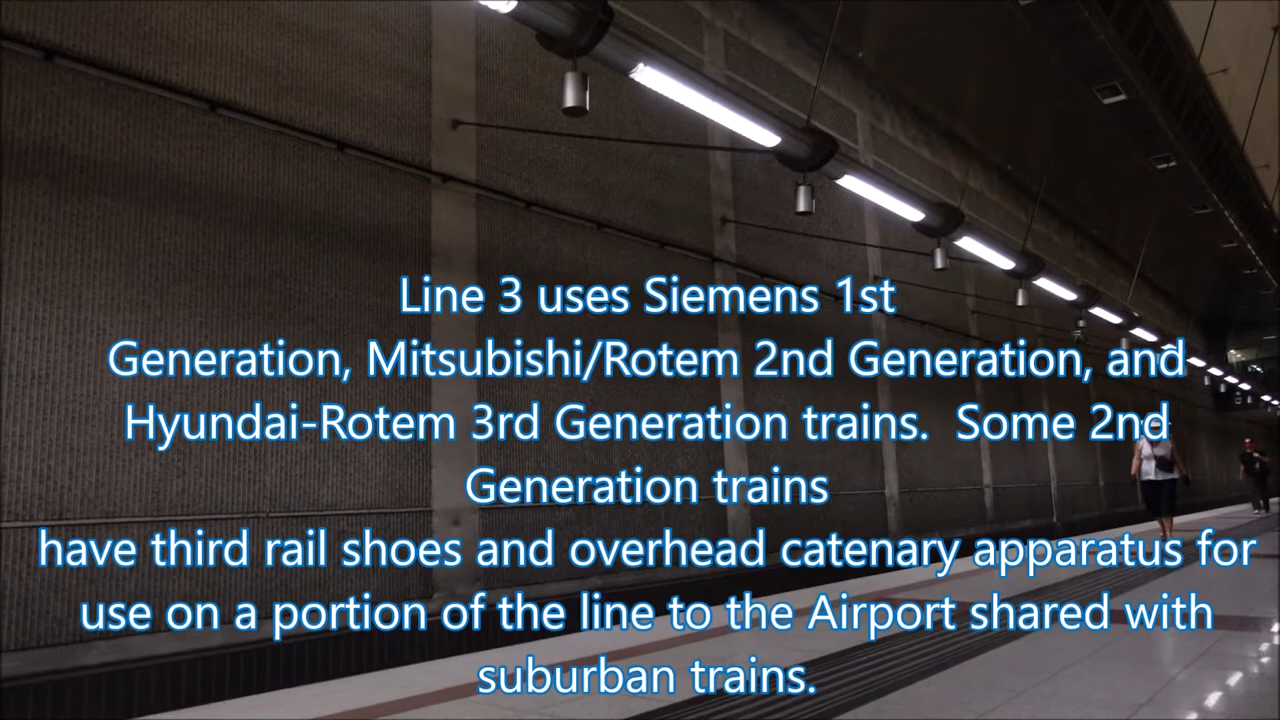 Line 3 uses Siemens 1st
Generation, Mitsubishi/Rotem 2nd Generation, and
Hyundai-Rotem 3rd Generation trains.  Some 2nd
Generation trains
have third rail shoes and overhead catenary apparatus for
use on a portion of the line to the Airport shared with
suburban trains.